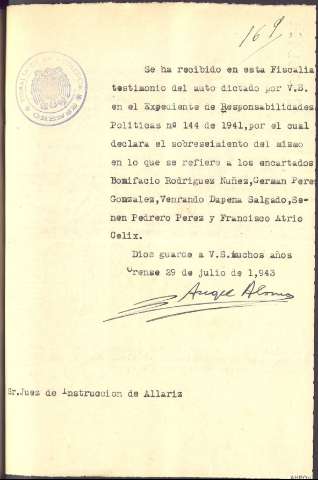 169
Se ha recibido en esta Fiscalia
testimonio del auto dictado por V.S.
en el Expediente de Responsabilidades
Politicas nº 144 de 1941,por el cual
declara el sobreseimiento del mismo
en lo que se refiere a los encartados
Bonifacio Rodriguez Nuñez,German Perez
Gonzalez,Venrando Dapena Salgado,Se-
nen Pedrero Perez y Francisco Atrio
Celix.
Dios guarde a V.S.muchos años
Orense 29 de julio de 1,943
Angel Alonso
Sr.Juez de Instruccion de Allariz